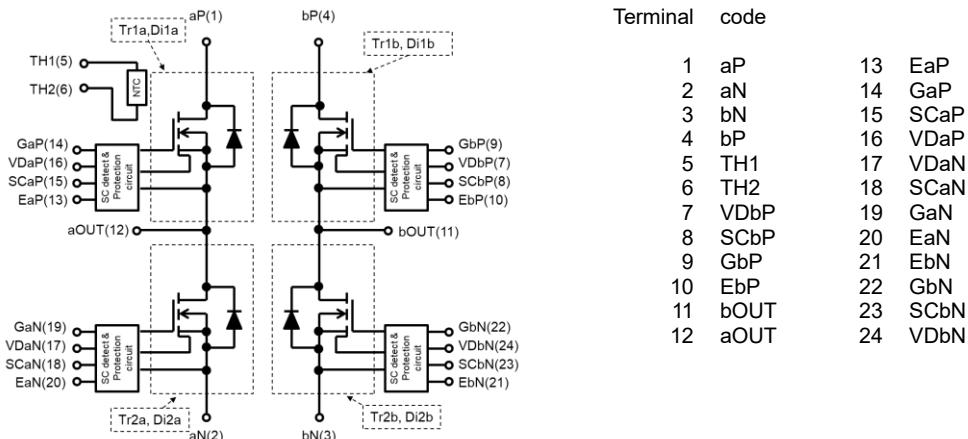 aP(1)
bP(4)
Tr1a,Di1a
Tr1b, Di1b
TH1(5)
TH2(6)
NTC
GaP(14)
VDaP(16)
SCaP(15)
EaP(13)
SC detect &
Protection
circuit
GbP(9)
VDbP(7)
SCbP(8)
EbP(10)
SC detect &
Protection
circuit
aOUT(12)
bOUT(11)
GaN(19)
VDaN(17)
SCaN(18)
EaN(20)
SC detect &
Protection
circuit
GbN(22)
VDbN(24)
SCbN(23)
EbN(21)
SC detect &
Protection
circuit
Tr2a, Di2a
Tr2b, Di2b
aN(2)
bN(3)
Terminal code
1 aP 13 EaP
2 aN 14 GaP
3 bN 15 SCaP
4 bP 16 VDaP
5 TH1 17 VDaN
6 TH2 18 SCaN
7 VDbP 19 GaN
8 SCbP 20 EaN
9 GbP 21 EbN
10 EbP 22 GbN
11 bOUT 23 SCbN
12 aOUT 24 VDbN